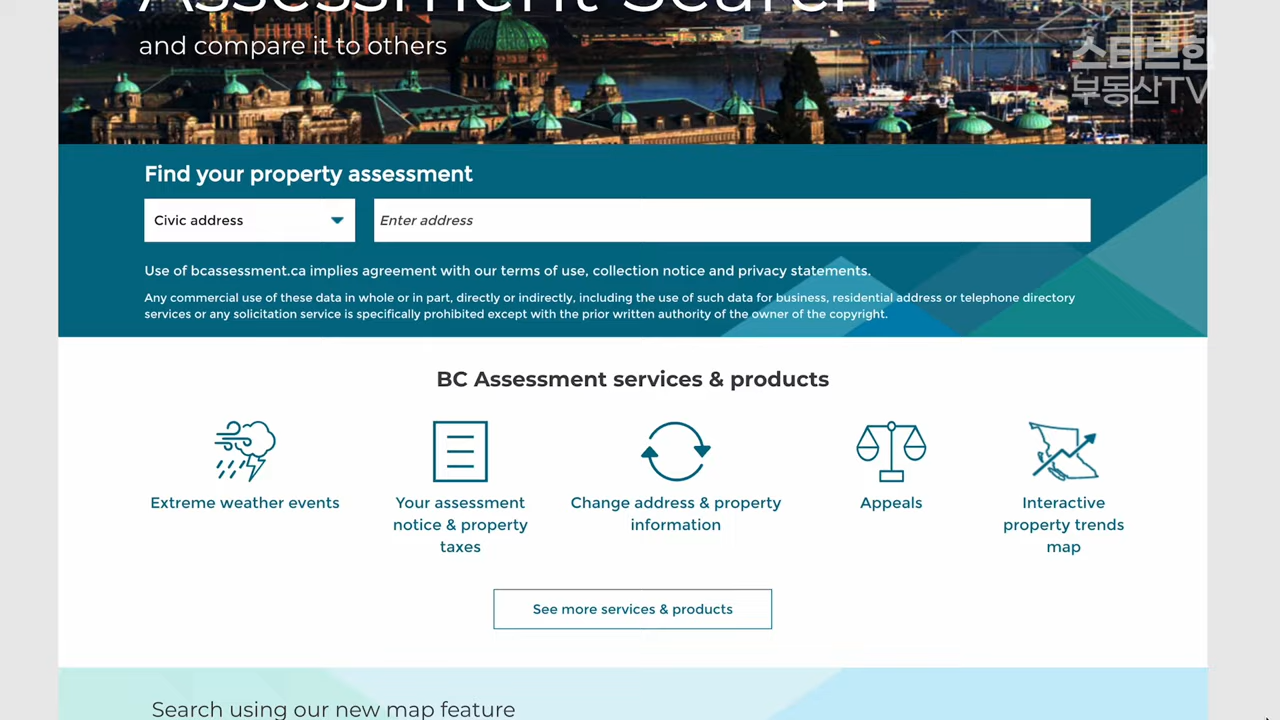 Assessment Search
and compare it to others
스티브한
부동산TV
Find your property assessment
Civic address
Enter address
Use of bcassessment.ca implies agreement with our terms of use, collection notice and privacy statements.
Any commercial use of these data in whole or in part, directly or indirectly, including the use of such data for business, residential address or telephone directory
services or any solicitation service is specifically prohibited except with the prior written authority of the owner of the copyright.
BC Assessment services & products
Extreme weather events
Your assessment
notice & property
taxes
Change address & property
information
Appeals
Interactive
property trends
map
See more services & products
Search using our new map feature